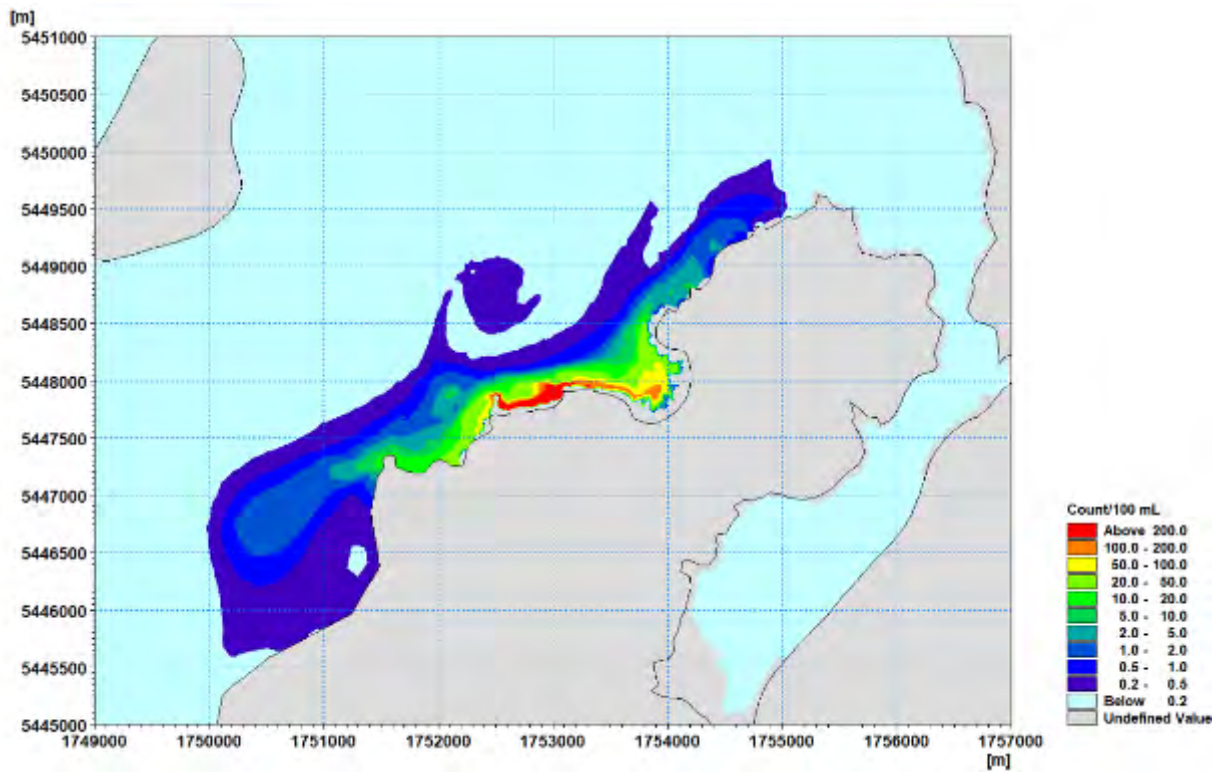 [m]
5451000
5450500
5450000
5449500
5449000
5448500
5448000
5447500
5447000
5446500
5446000
5445500
5445000
1749000 1750000 1751000 1752000 1753000 1754000 1755000 1756000 1757000
[m]
Count/100 mL
Above 200.0
100.0 - 200.0
50.0 - 100.0
20.0 - 50.0
10.0 - 20.0
5.0 - 10.0
2.0 - 5.0
1.0 - 2.0
0.5 - 1.0
0.2 - 0.5
Below 0.2
Undefined Value